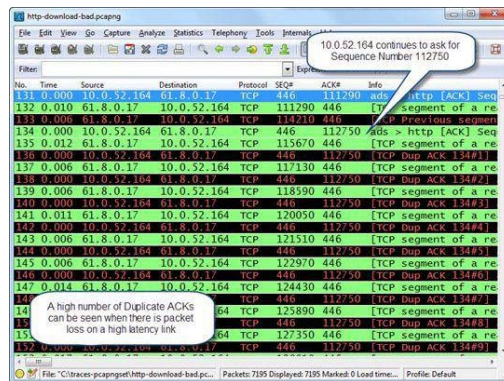 http-download-bad.pcapng
File Edit View Go Capture Analyze Statistics Telephony Tools Internals
10.0.52.164 continues to ask for
Sequence Number 112750
Filter:
No. Time Source Destination Protocol SEQ# ACK# Info
131 0.000 10.0.52.164 61.8.0.17 TCP 446 111290 ads > http [ACK] Seq
132 0.010 61.8.0.17 10.0.52.164 TCP 111290 446 [TCP segment of a re
133 0.006 61.8.0.17 10.0.52.164 TCP 114210 446 [TCP Previous segmen
134 0.000 10.0.52.164 61.8.0.17 TCP 446 112750 ads > http [ACK] Seq
135 0.012 61.8.0.17 10.0.52.164 TCP 115670 446 [TCP segment of a re
136 0.000 10.0.52.164 61.8.0.17 TCP 446 112750 [TCP Dup ACK 134#1]
137 0.006 61.8.0.17 10.0.52.164 TCP 117130 446 [TCP segment of a re
138 0.000 10.0.52.164 61.8.0.17 TCP 446 112750 [TCP Dup ACK 134#2]
139 0.006 61.8.0.17 10.0.52.164 TCP 118590 446 [TCP segment of a re
140 0.000 10.0.52.164 61.8.0.17 TCP 446 112750 [TCP Dup ACK 134#3]
141 0.011 61.8.0.17 10.0.52.164 TCP 120050 446 [TCP segment of a re
142 0.000 10.0.52.164 61.8.0.17 TCP 446 112750 [TCP Dup ACK 134#4]
143 0.006 61.8.0.17 10.0.52.164 TCP 121510 446 [TCP segment of a re
144 0.000 10.0.52.164 61.8.0.17 TCP 446 112750 [TCP Dup ACK 134#5]
145 0.006 61.8.0.17 10.0.52.164 TCP 122970 446 [TCP segment of a re
146 0.000 10.0.52.164 61.8.0.17 TCP 446 112750 [TCP Dup ACK 134#6]
147 0.014 61.8.0.17 10.0.52.164 TCP 124430 446 [TCP segment of a re
TCP 446 112750 [TCP Dup ACK 134#7]
TCP 125890 446 [TCP segment of a re
TCP 446 112750 [TCP Dup ACK 134#8]
TCP 127350 446 [TCP segment of a re
152 0.000 10.0.52.164 61.8.0.17 TCP 446 112750 [TCP Dup ACK 134#9]
A high number of Duplicate ACKs
can be seen when there is packet
loss on a high latency link
File: "C:\traces-pcapngset\http-download-bad.pc... Packets: 7195 Displayed: 7195 Marked: 0 Load time:... Profile: Default